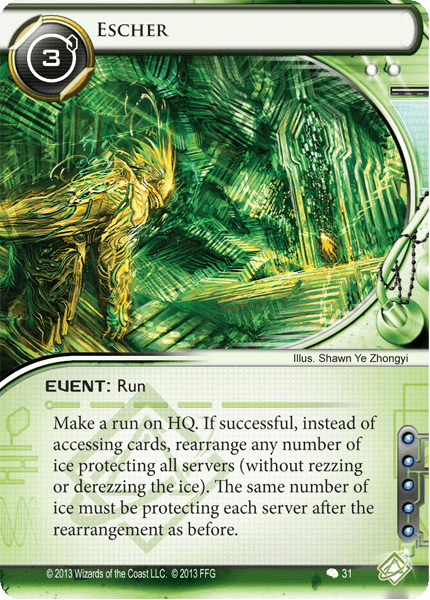 Escher
3
Illus. Shawn Ye Zhongyi
EVENT: Run
Make a run on HQ. If successful, instead of
accessing cards, rearrange any number of
ice protecting all servers (without rezzing
or derezzing the ice). The same number of
ice must be protecting each server after the
rearrangement as before.
© 2013 Wizards of the Coast LLC. © 2013 FFG
31